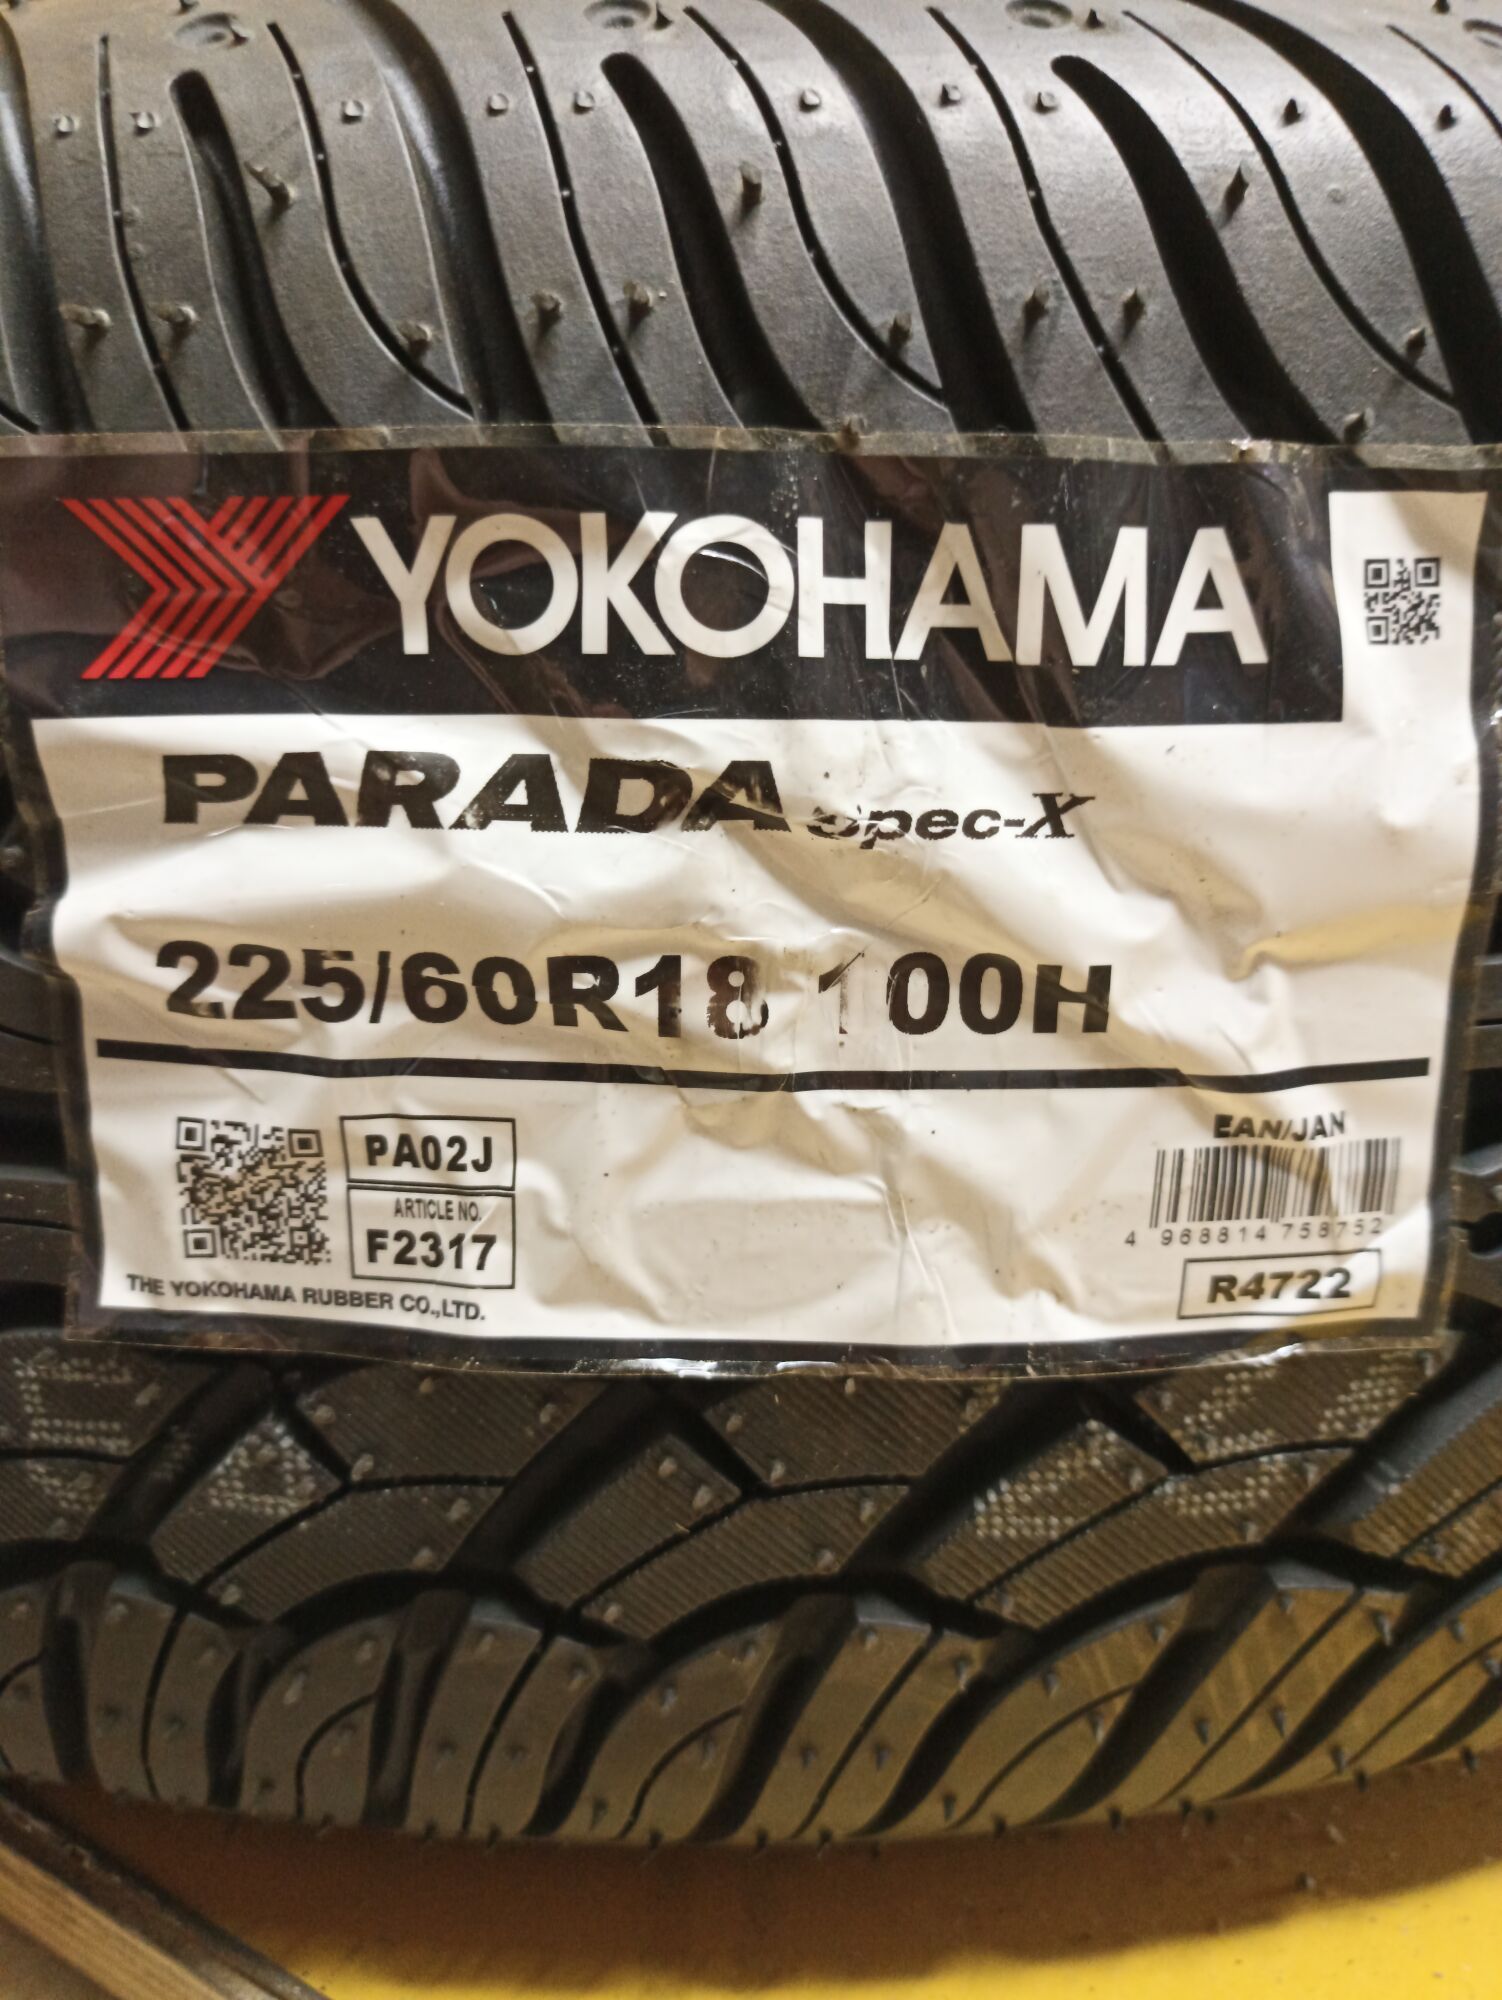 YOKOHAMA
PARADA Spec-X
225/60R18 100H
PA02J
ARTICLE NO.
F2317
THE YOKOHAMA RUBBER CO.,LTD.
EAN/JAN
4 968814 758752
R4722